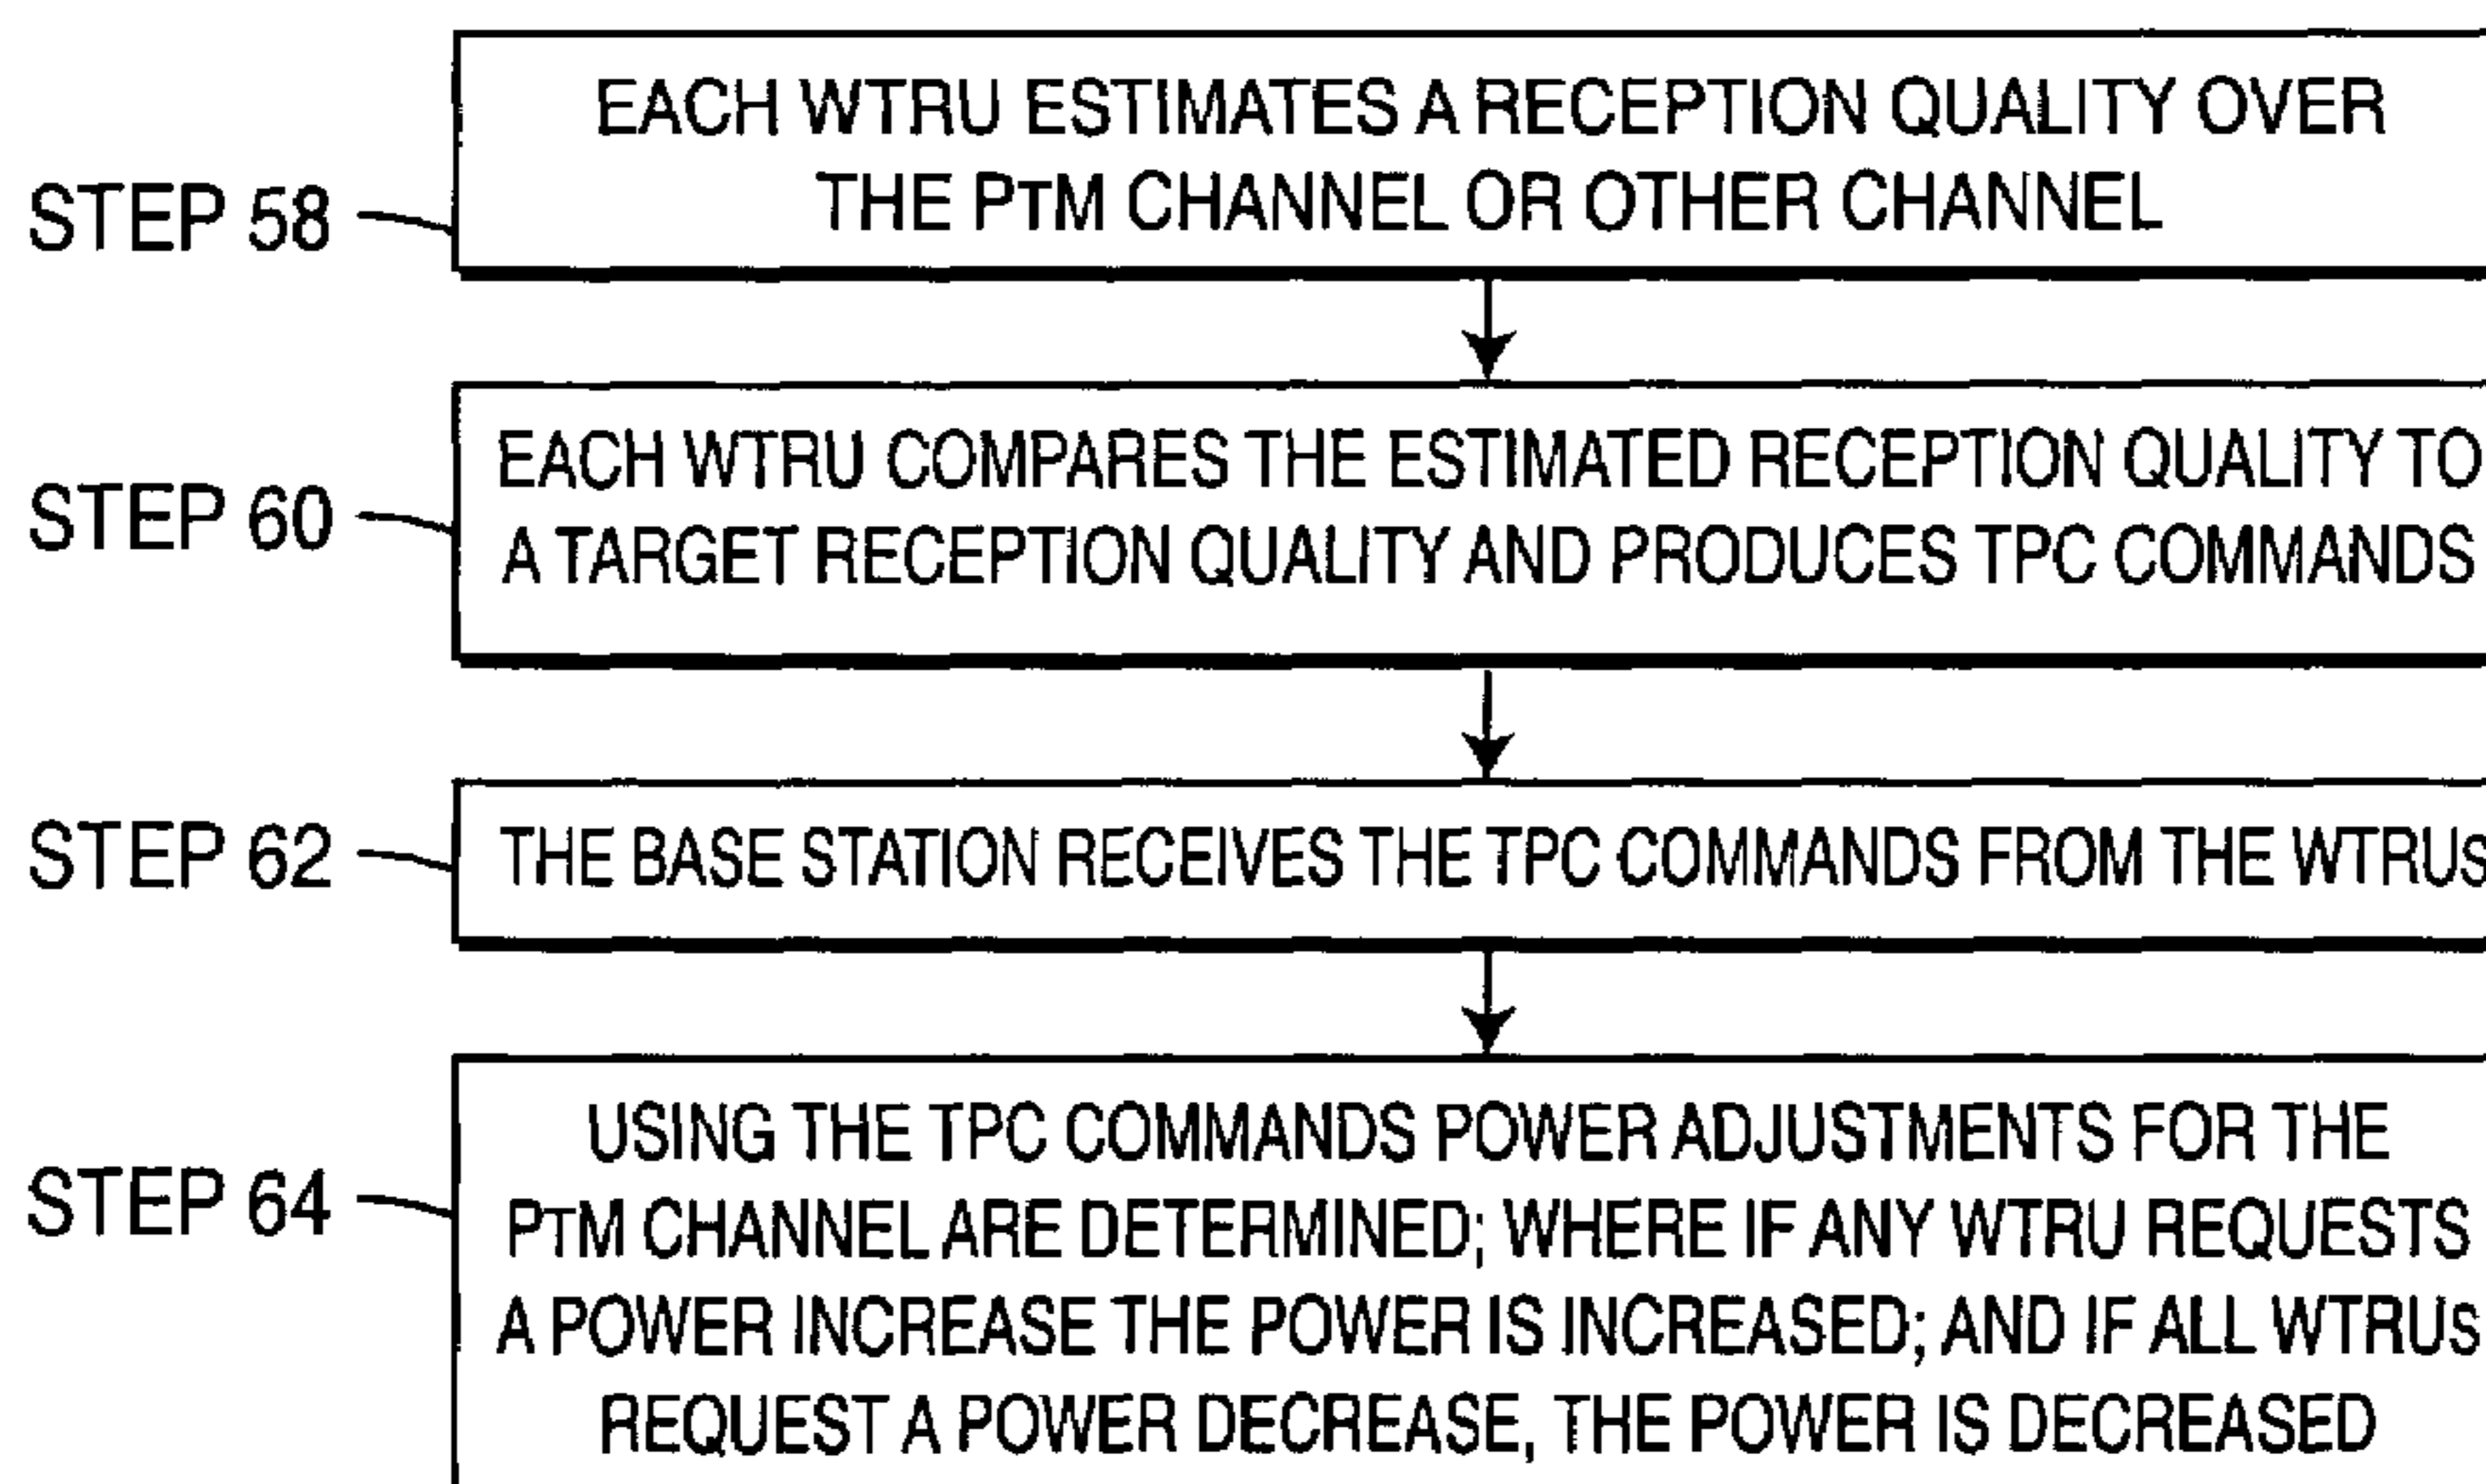 EACH WTRU ESTIMATES A RECEPTION QUALITY OVER
THE PTM CHANNEL OR OTHER CHANNEL
STEP 58
EACH WTRU COMPARES THE ESTIMATED RECEPTION QUALITY TO
A TARGET RECEPTION QUALITY AND PRODUCES TPC COMMANDS
STEP 60
THE BASE STATION RECEIVES THE TPC COMMANDS FROM THE WTRUs
STEP 62
USING THE TPC COMMANDS POWER ADJUSTMENTS FOR THE
PTM CHANNEL ARE DETERMINED; WHERE IF ANY WTRU REQUESTS
A POWER INCREASE THE POWER IS INCREASED; AND IF ALL WTRUs
REQUEST A POWER DECREASE, THE POWER IS DECREASED
STEP 64